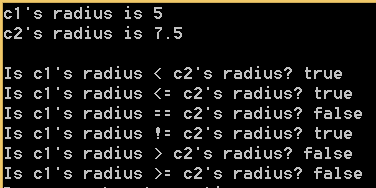 c1's radius is 5
c2's radius is 7.5
Is c1's radius < c2's radius? true
Is c1's radius <= c2's radius? true
Is c1's radius == c2's radius? false
Is c1's radius != c2's radius? true
Is c1's radius > c2's radius? false
Is c1's radius >= c2's radius? false